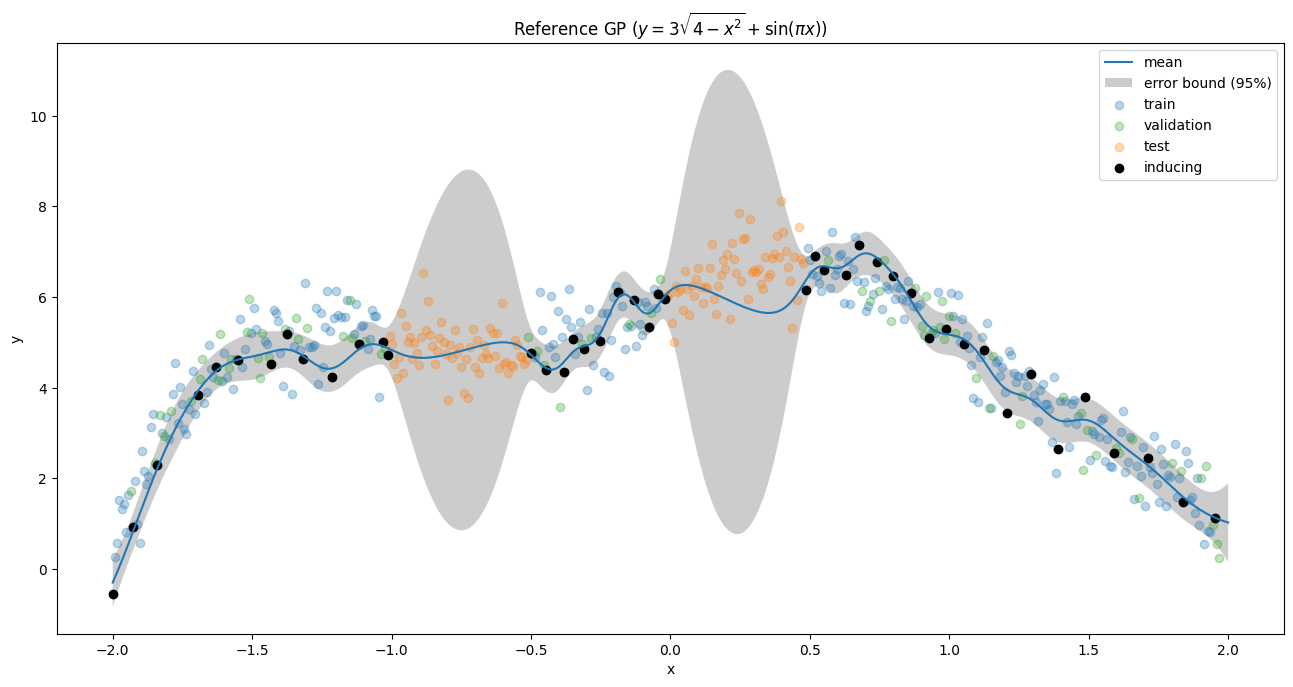 Reference GP (y = 3√4 − x² + sin(πx))
mean
error bound (95%)
train
validation
test
inducing
10
8
6
4
2
0
y
−2.0 −1.5 −1.0 −0.5 0.0 0.5 1.0 1.5 2.0
x